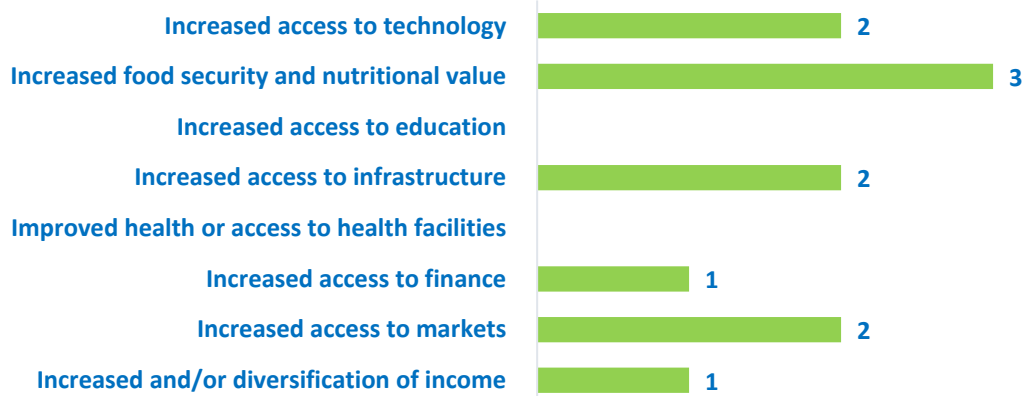 Increased access to technology 2
Increased food security and nutritional value 3
Increased access to education
Increased access to infrastructure 2
Improved health or access to health facilities
Increased access to finance 1
Increased access to markets 2
Increased and/or diversification of income 1